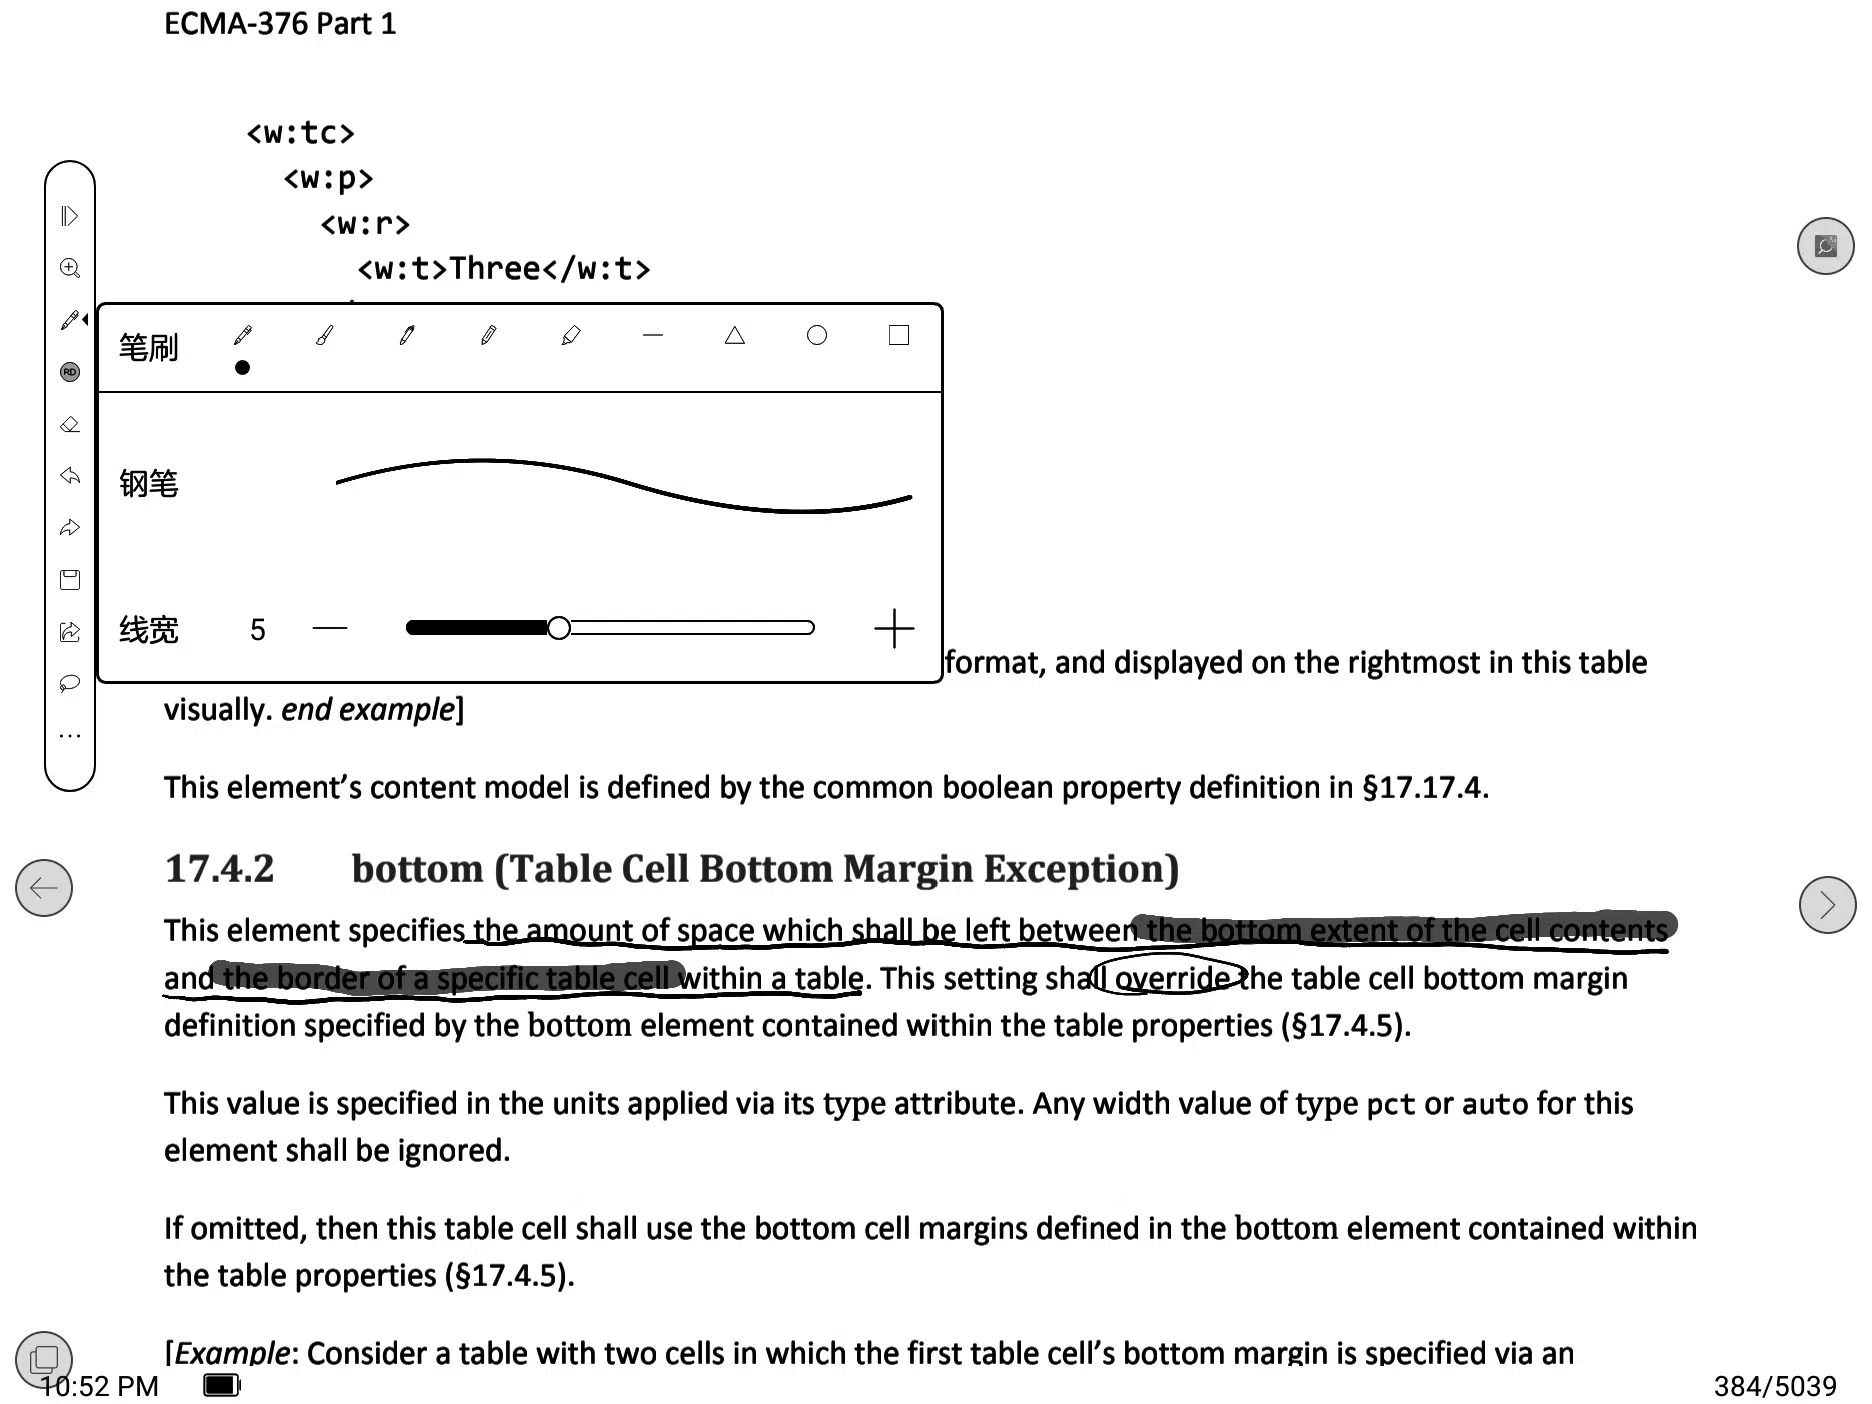 ECMA-376 Part 1
<w:tc>
<w:p>
<w:r>
<w:t>Three</w:t>
笔刷
RD
钢笔
线宽 5
format, and displayed on the rightmost in this table
visually. end example]
This element’s content model is defined by the common boolean property definition in §17.17.4.
17.4.2 bottom (Table Cell Bottom Margin Exception)
This element specifies the amount of space which shall be left between the bottom extent of the cell contents
and the border of a specific table cell within a table. This setting shall override the table cell bottom margin
definition specified by the bottom element contained within the table properties (§17.4.5).
This value is specified in the units applied via its type attribute. Any width value of type pct or auto for this
element shall be ignored.
If omitted, then this table cell shall use the bottom cell margins defined in the bottom element contained within
the table properties (§17.4.5).
[Example: Consider a table with two cells in which the first table cell’s bottom margin is specified via an
10:52 PM 384/5039